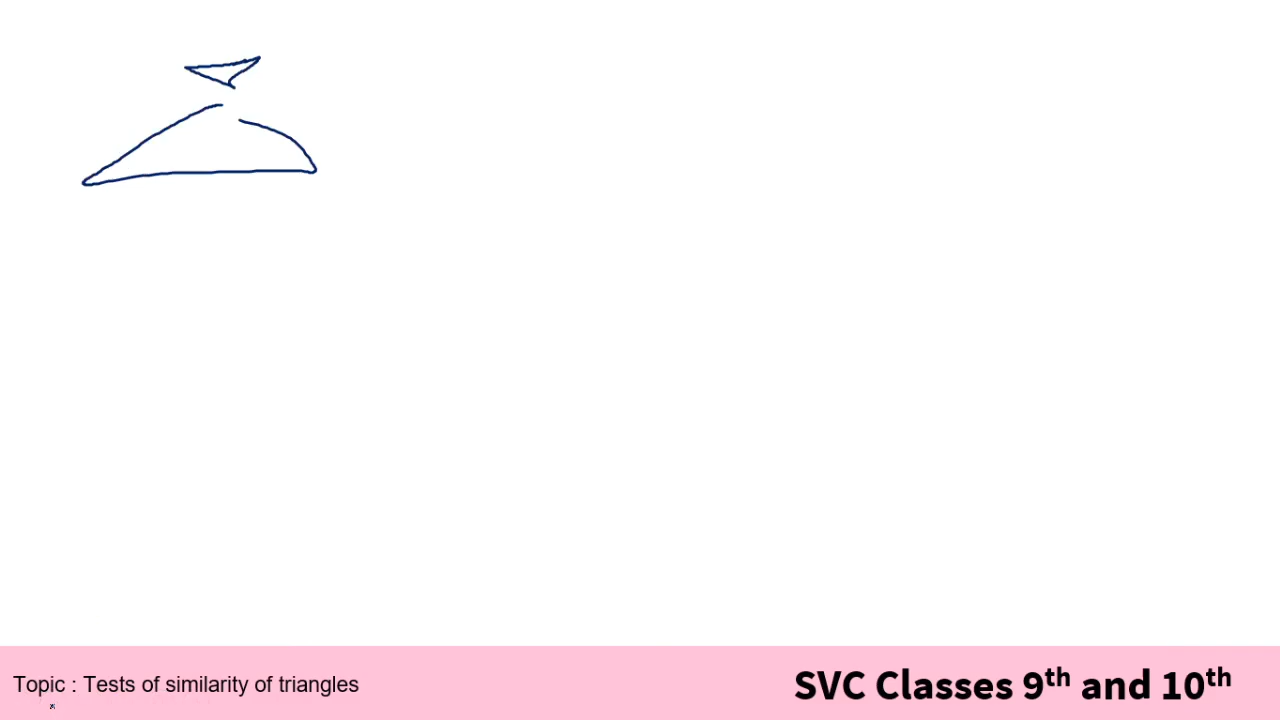 Topic : Tests of similarity of triangles
SVC Classes 9th and 10th